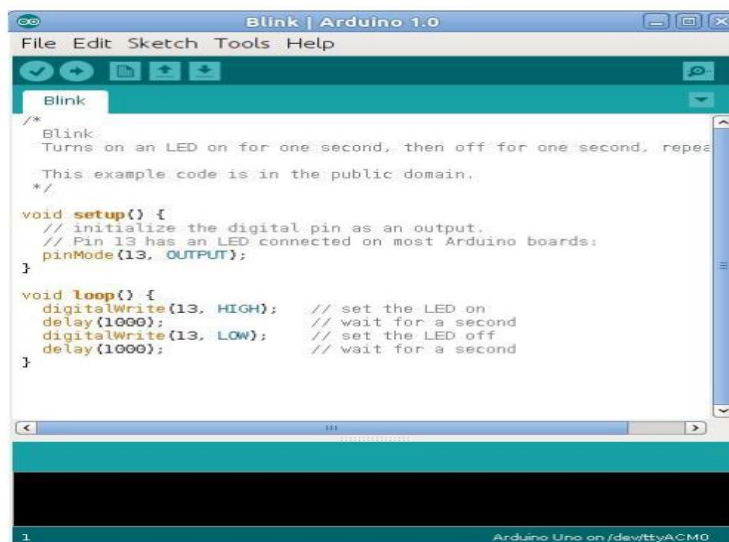 Blink | Arduino 1.0
File Edit Sketch Tools Help
Blink
/*
  Blink
  Turns on an LED on for one second, then off for one second, repea

  This example code is in the public domain.
 */

void setup() {
  // initialize the digital pin as an output.
  // Pin 13 has an LED connected on most Arduino boards:
  pinMode(13, OUTPUT);
}

void loop() {
  digitalWrite(13, HIGH);   // set the LED on
  delay(1000);              // wait for a second
  digitalWrite(13, LOW);    // set the LED off
  delay(1000);              // wait for a second
}
1
Arduino Uno on /dev/ttyACM0